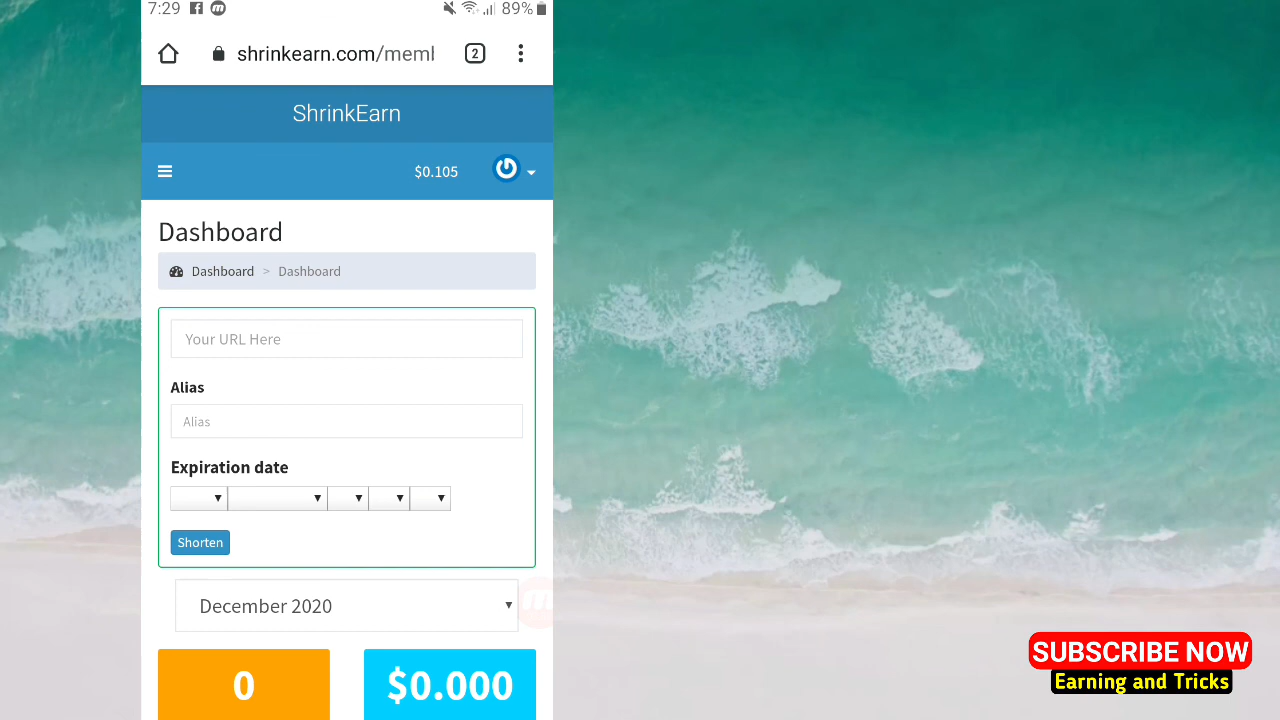 7:29
89%
shrinkearn.com/meml
2
ShrinkEarn
$0.105
Dashboard
Dashboard > Dashboard
Your URL Here
Alias
Alias
Expiration date
Shorten
December 2020
0
$0.000
SUBSCRIBE NOW
Earning and Tricks